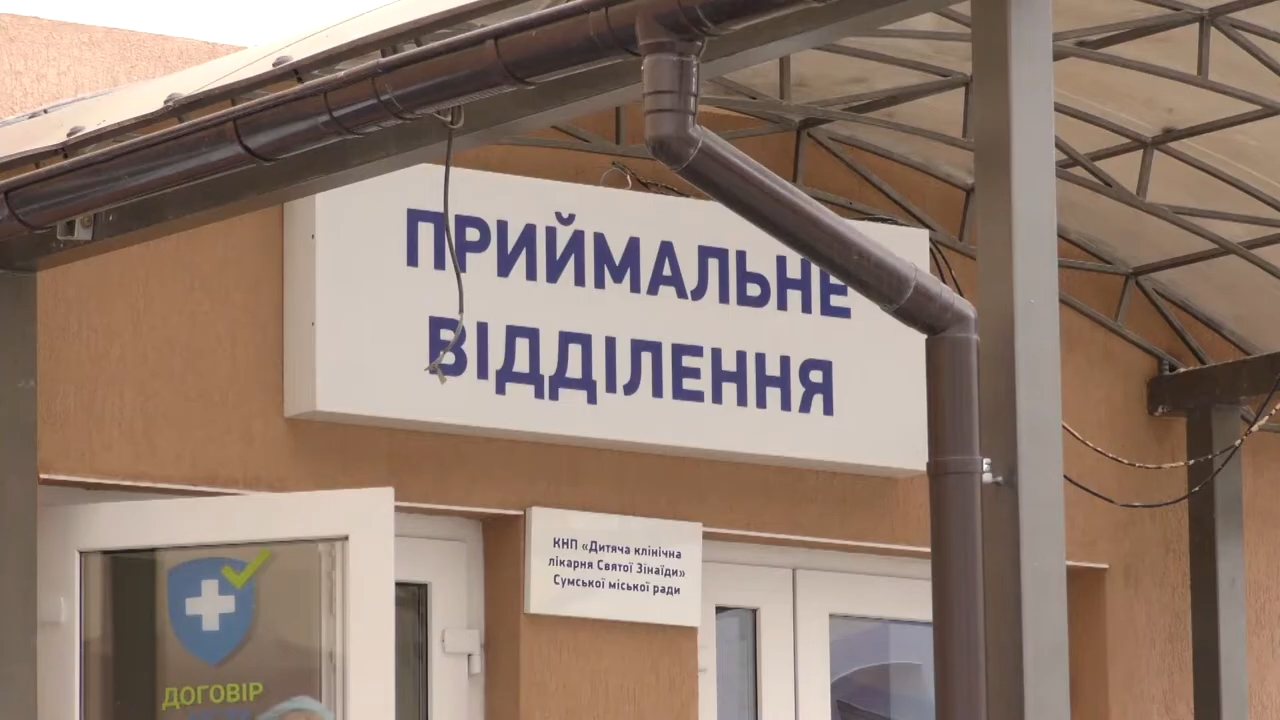 ПРИЙМАЛЬНЕ
ВІДДІЛЕННЯ
КНП «Дитяча клінічна
лікарня Святої Зінаїди»
Сумської міської ради
ДОГОВІР